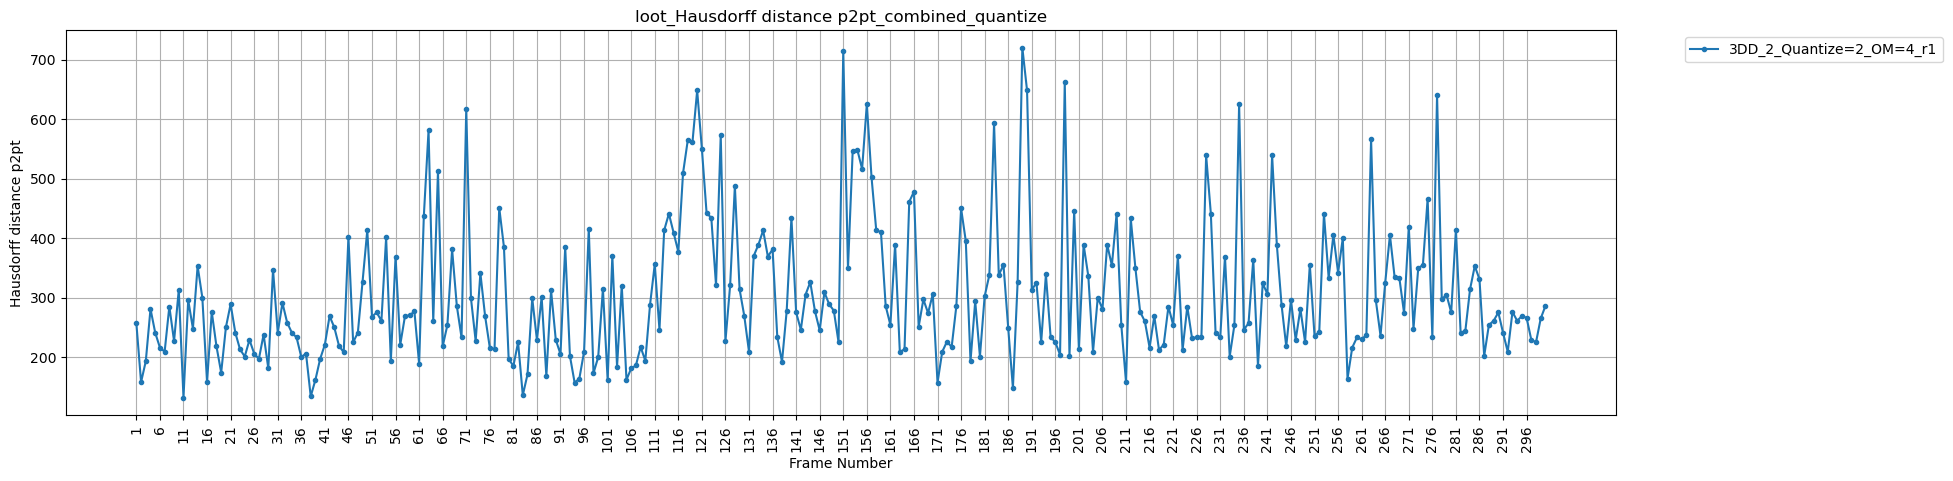 loot_Hausdorff distance p2pt_combined_quantize
3DD_2_Quantize=2_OM=4_r1
Hausdorff distance p2pt
700
600
500
400
300
200
1 6 11 16 21 26 31 36 41 46 51 56 61 66 71 76 81 86 91 96 101 106 111 116 121 126 131 136 141 146 151 156 161 166 171 176 181 186 191 196 201 206 211 216 221 226 231 236 241 246 251 256 261 266 271 276 281 286 291 296
Frame Number